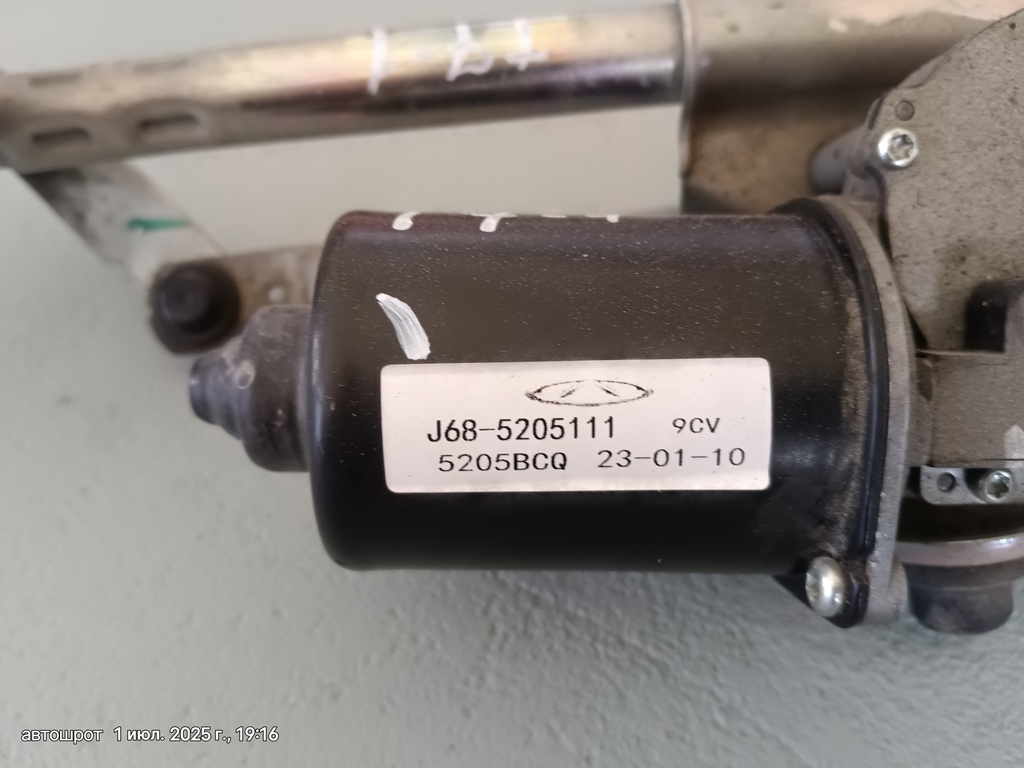 J68-5205111 9CV
5205BCQ 23-01-10
автошрот 1 июл. 2025 г., 19:16